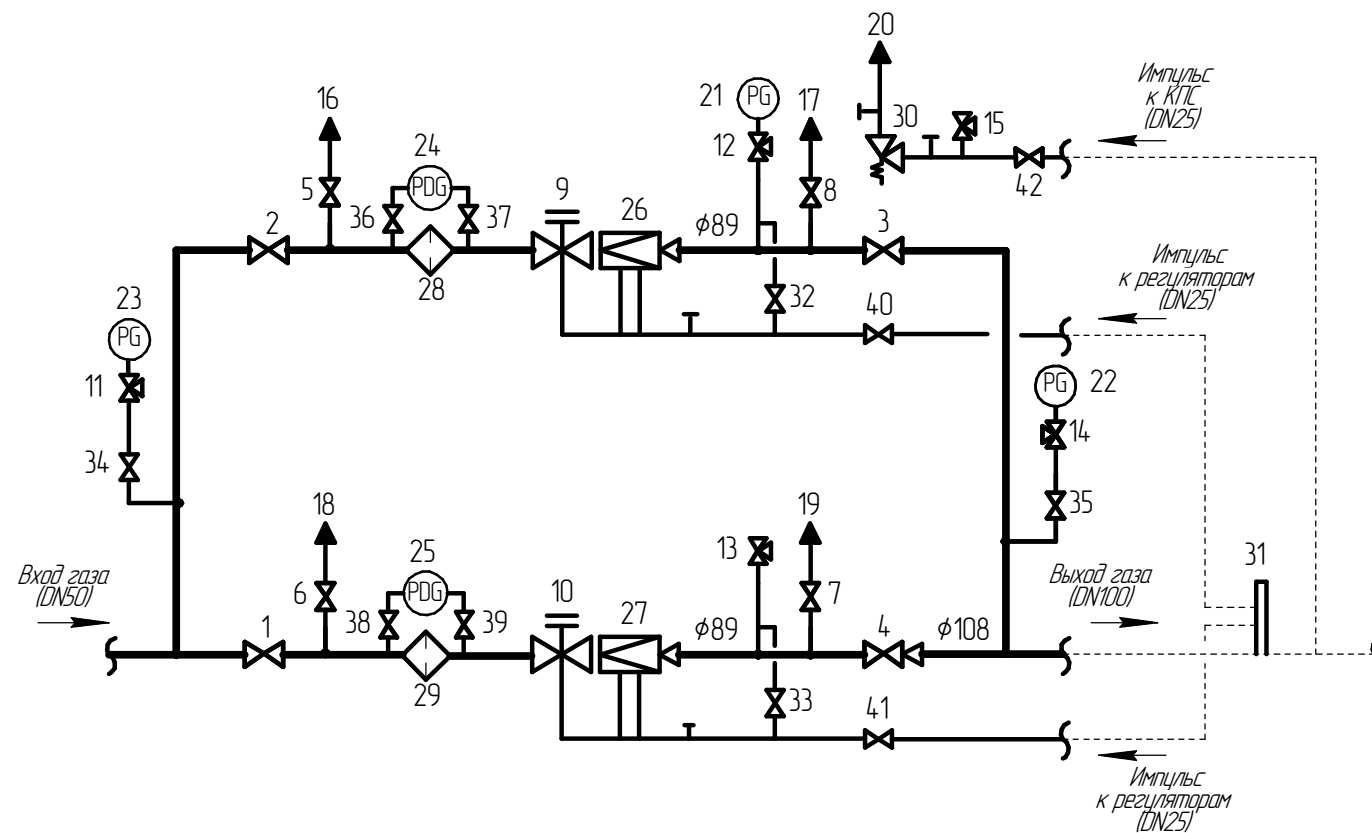 20
Импульс
к КПС
(DN25)
16
21
PG
17
30
15
24
12
PDG
5
36
37
9
26
8
42
2
ϕ89
3
Импульс
к регуляторам
(DN25)
28
23
32
40
PG
11
PG
22
14
34
35
18
19
25
13
31
Вход газа
(DN50)
PDG
Выход газа
(DN100)
6
10
7
38
39
27
1
ϕ89
4
ϕ108
29
33
41
Импульс
к регуляторам
(DN25)